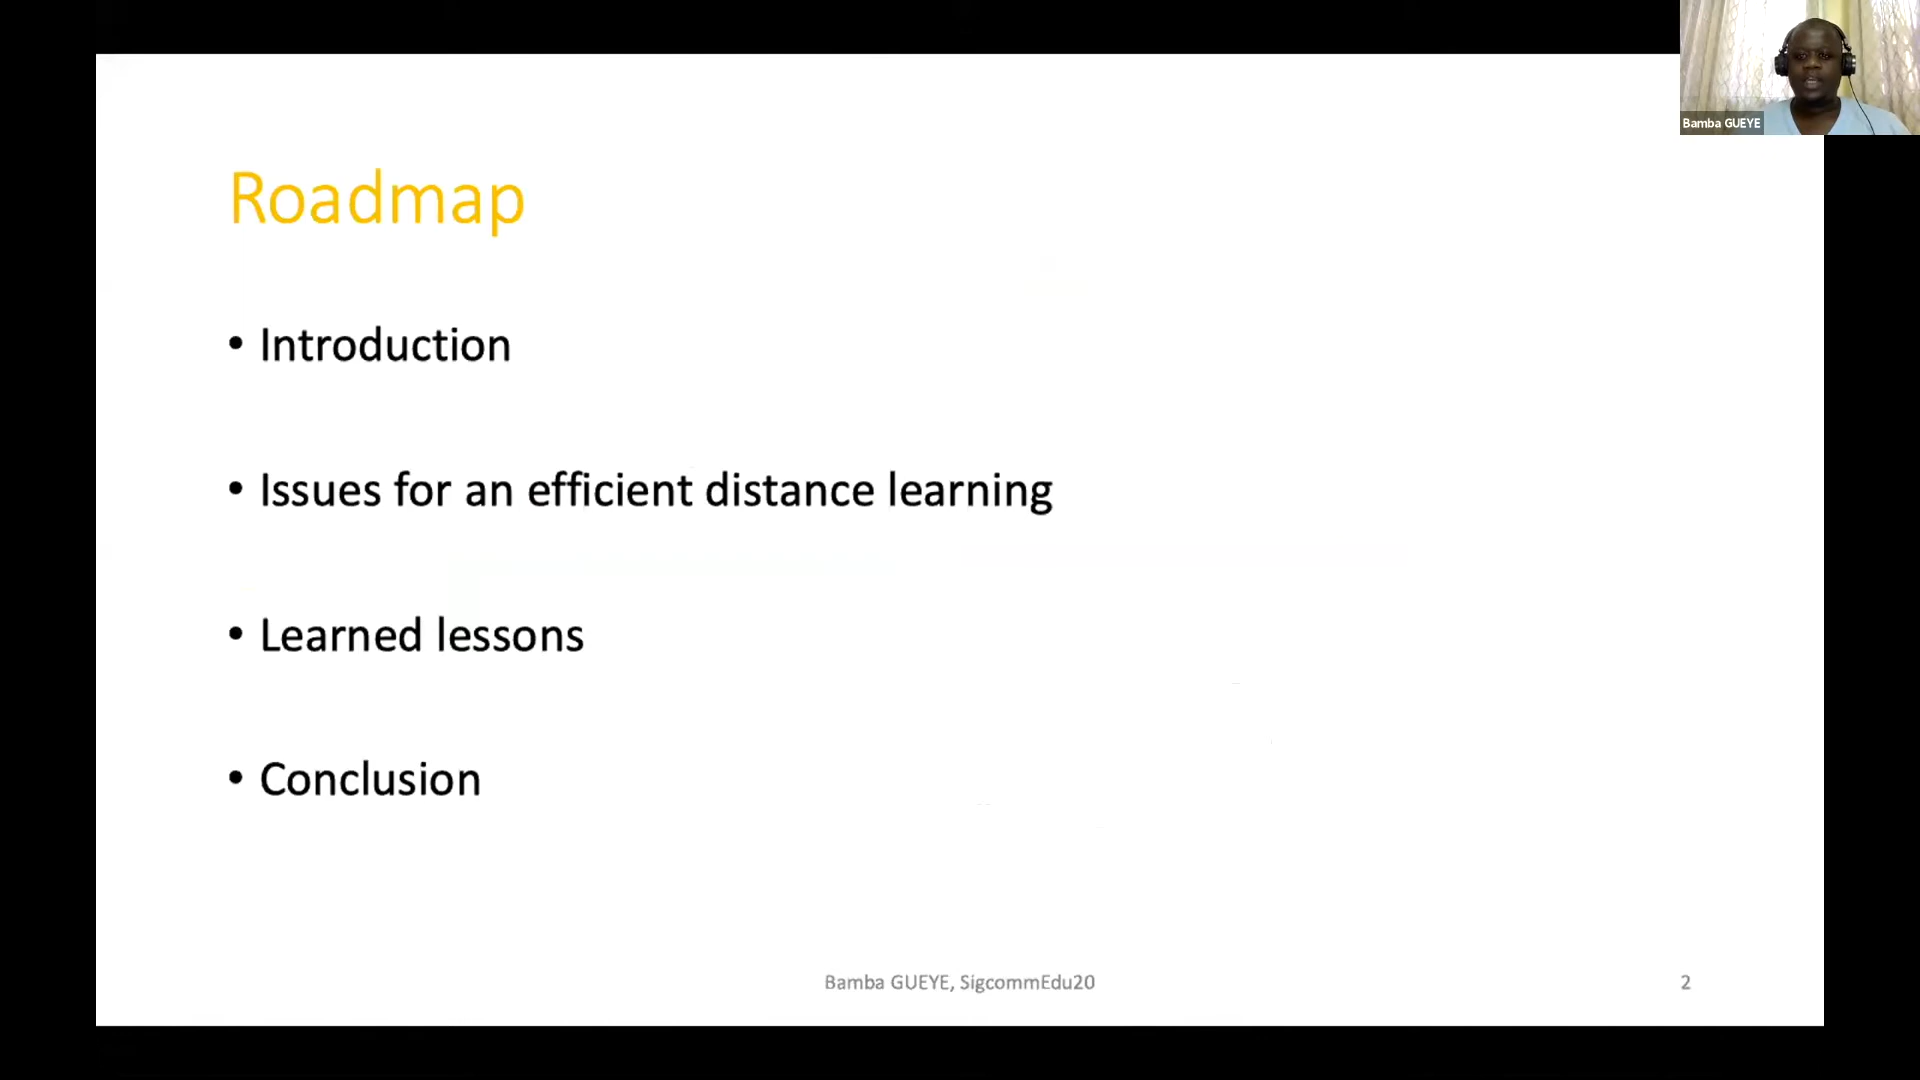 Bamba GUEYE
Roadmap
• Introduction
• Issues for an efficient distance learning
• Learned lessons
• Conclusion
Bamba GUEYE, SigcommEdu20
2